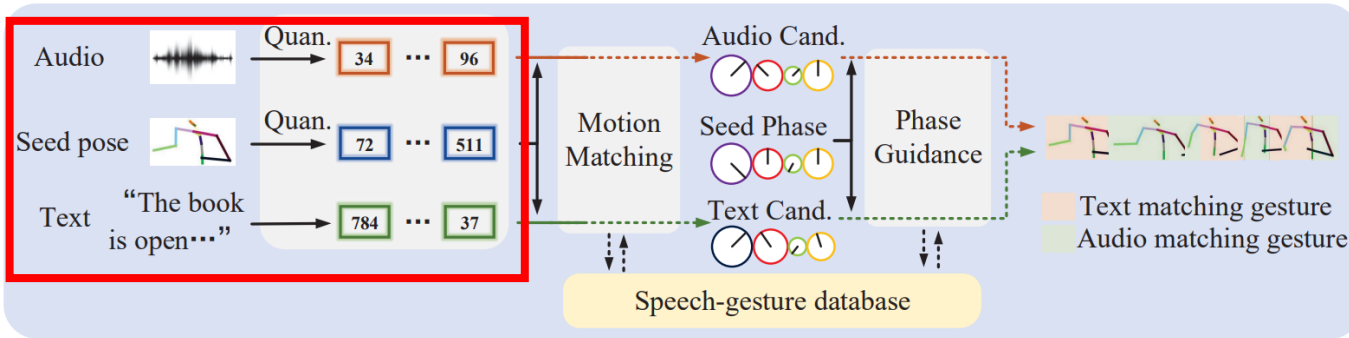 Audio
Quan.
34 ... 96
Seed pose
Quan.
72 ... 511
Text
“The book
is open...”
784 ... 37
Motion
Matching
Audio Cand.
Seed Phase
Text Cand.
Phase
Guidance
Speech-gesture database
Text matching gesture
Audio matching gesture